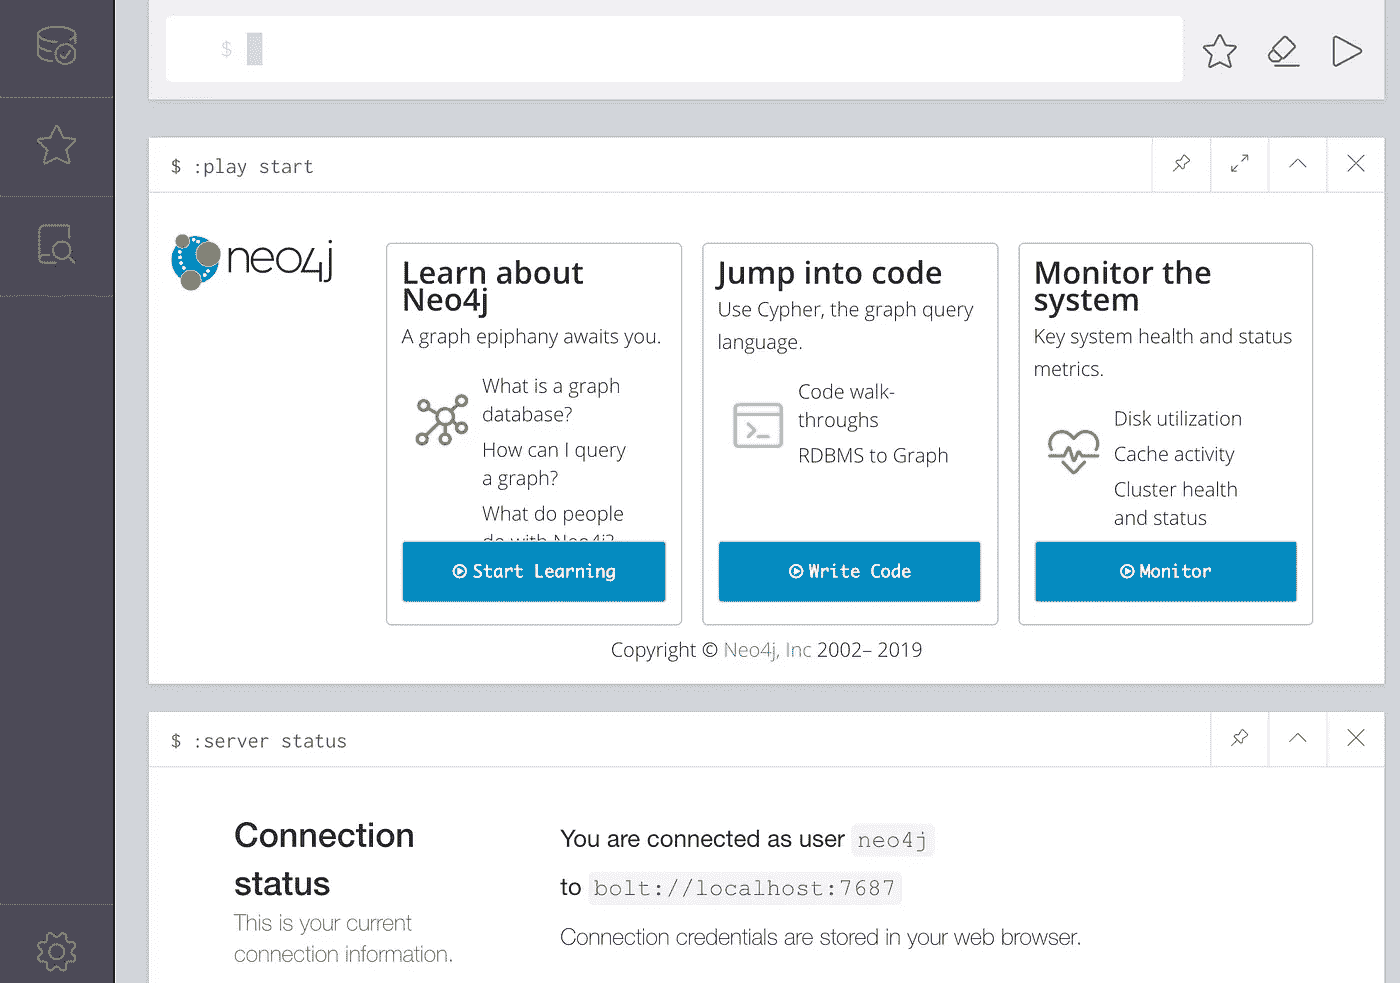 $
$ :play start
neo4j
Learn about
Neo4j
A graph epiphany awaits you.
What is a graph
database?
How can I query
a graph?
What do people
do with Neo4j?
Start Learning
Jump into code
Use Cypher, the graph query
language.
Code walk-
throughs
RDBMS to Graph
Write Code
Monitor the
system
Key system health and status
metrics.
Disk utilization
Cache activity
Cluster health
and status
Monitor
Copyright © Neo4j, Inc 2002– 2019
$ :server status
Connection
status
This is your current
connection information.
You are connected as user neo4j
to bolt://localhost:7687
Connection credentials are stored in your web browser.